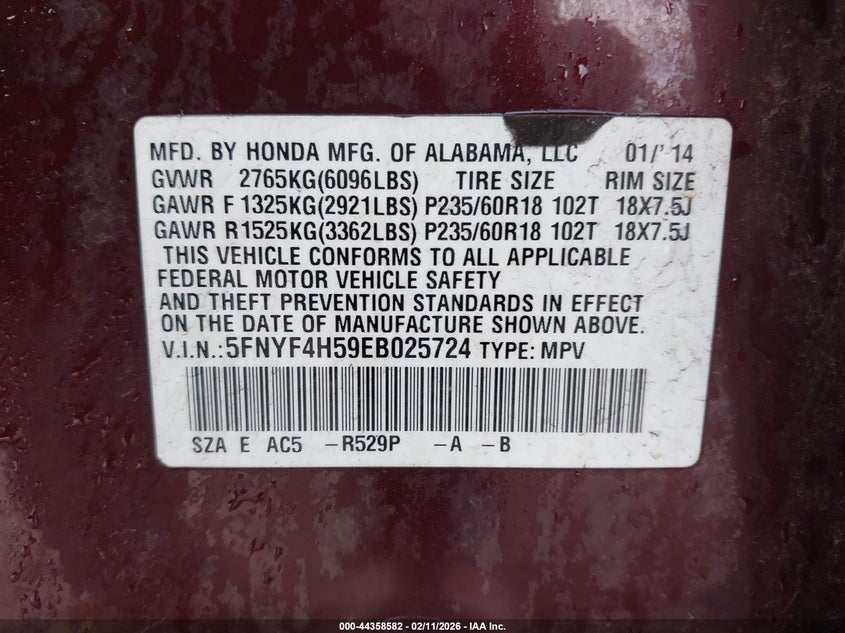 MFD. BY HONDA MFG. OF ALABAMA, LLC 01/'14
GVWR 2765KG(6096LBS) TIRE SIZE RIM SIZE
GAWR F 1325KG(2921LBS) P235/60R18 102T 18X7.5J
GAWR R1525KG(3362LBS) P235/60R18 102T 18X7.5J
THIS VEHICLE CONFORMS TO ALL APPLICABLE
FEDERAL MOTOR VEHICLE SAFETY
AND THEFT PREVENTION STANDARDS IN EFFECT
ON THE DATE OF MANUFACTURE SHOWN ABOVE.
V.I.N.:5FNYF4H59EB025724 TYPE: MPV
SZA E AC5 -R529P -A -B
000-44358582 - 02/11/2026 - IAA Inc.